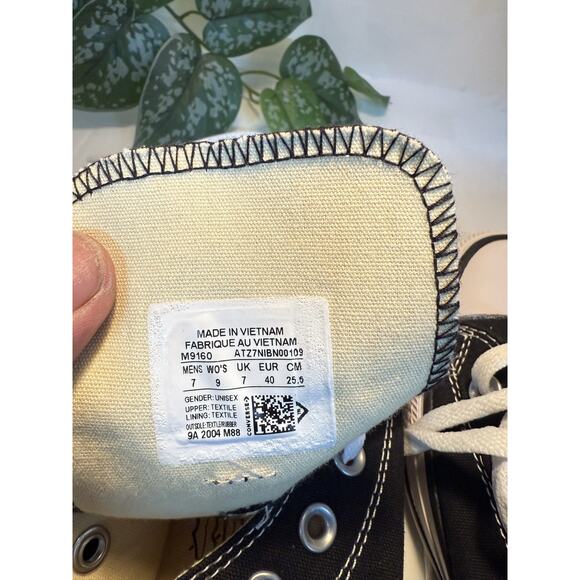 MADE IN VIETNAM
FABRIQUE AU VIETNAM
M9160 ATZ7NIBN00109
MENS WO'S UK EUR CM
7 9 7 40 25.5
GENDER: UNISEX
UPPER: TEXTILE
LINING: TEXTILE
OUTSOLE: TEXTILE/RUBBER
9A 2004 M88
CONVERSE